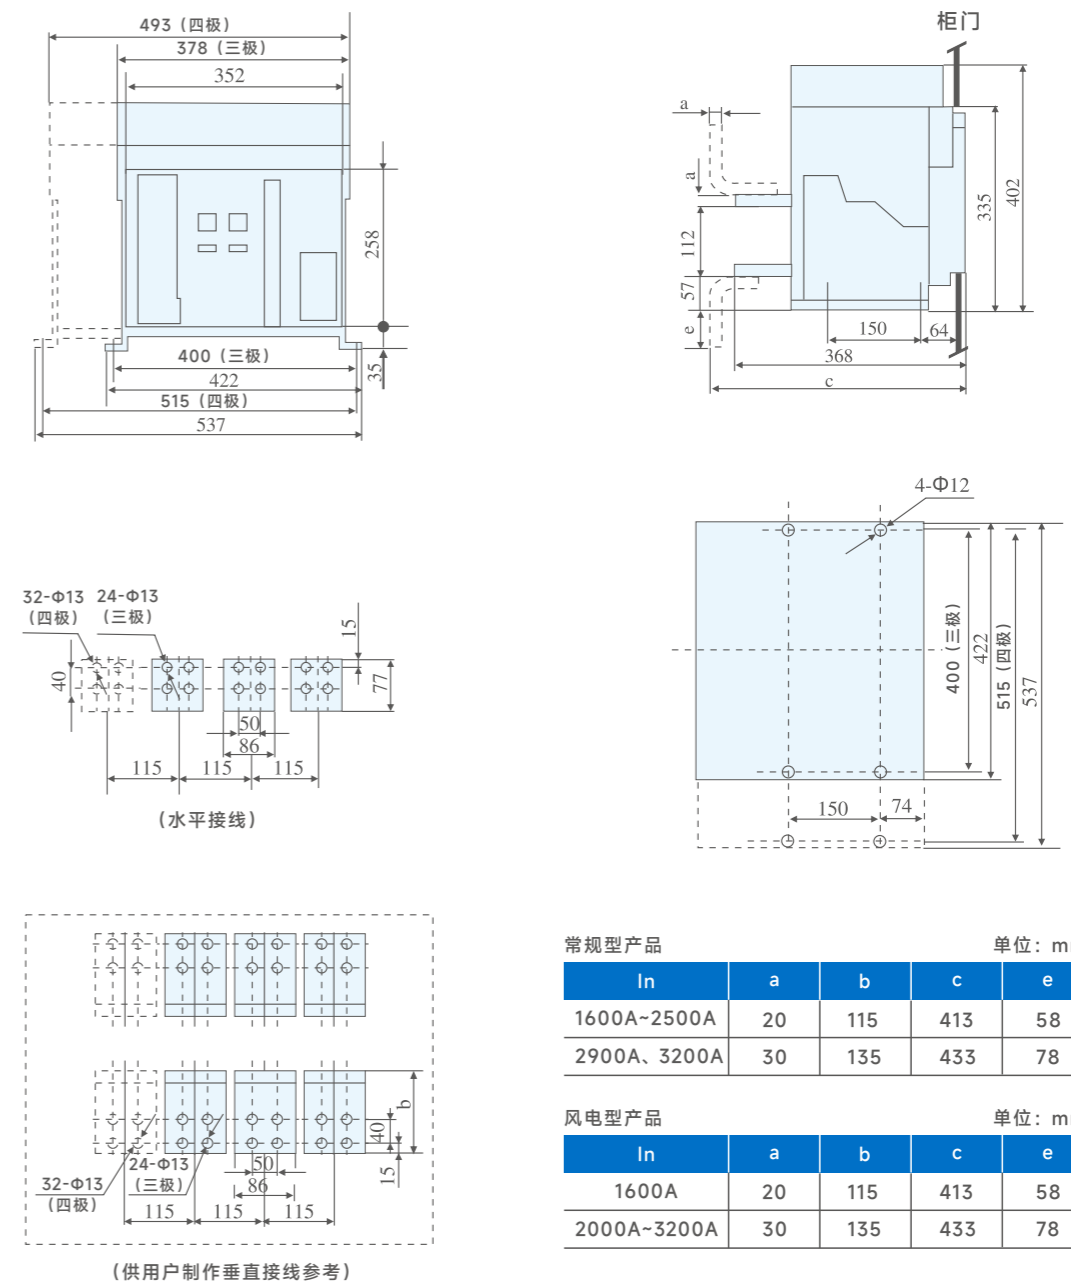 493（四极）
378（三极）
352
258
400（三极）
35
422
515（四极）
537
柜门
a
a
112
57
e
335
402
150
64
368
c
4-Φ12
400（三极）
422
515（四极）
537
150
74
32-Φ13
（四极）
24-Φ13
（三极）
15
40
77
50
86
115
115
115
（水平接线）
b
40
15
24-Φ13
（三极）
32-Φ13
（四极）
50
86
115
115
115
（供用户制作垂直接线参考）
常规型产品 单位：m
In a b c e
1600A~2500A 20 115 413 58
2900A、3200A 30 135 433 78
风电型产品 单位：m
In a b c e
1600A 20 115 413 58
2000A~3200A 30 135 433 78